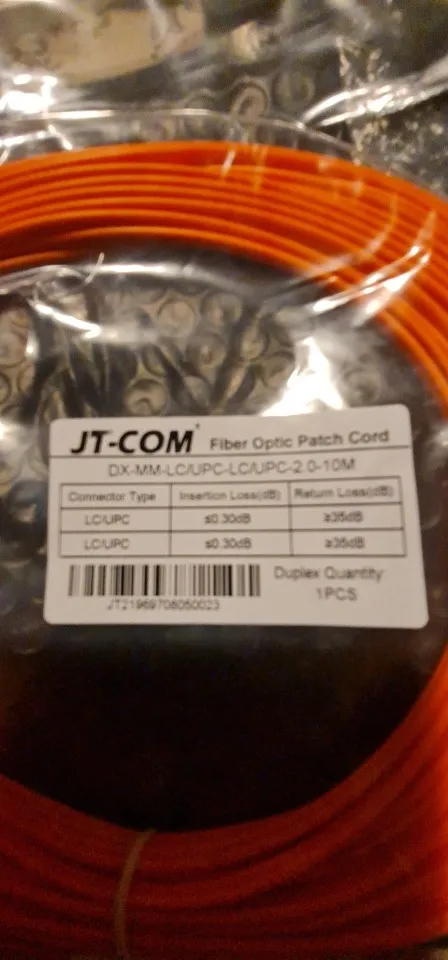 JT-COM Fiber Optic Patch Cord
DX-MM-LC/UPC-LC/UPC-2.0-10M
Connector Type Insertion Loss(dB) Return Loss(dB)
LC/UPC ≤0.30dB ≥35dB
LC/UPC ≤0.30dB ≥35dB
Duplex Quantity
1PCS
JT21969708050023